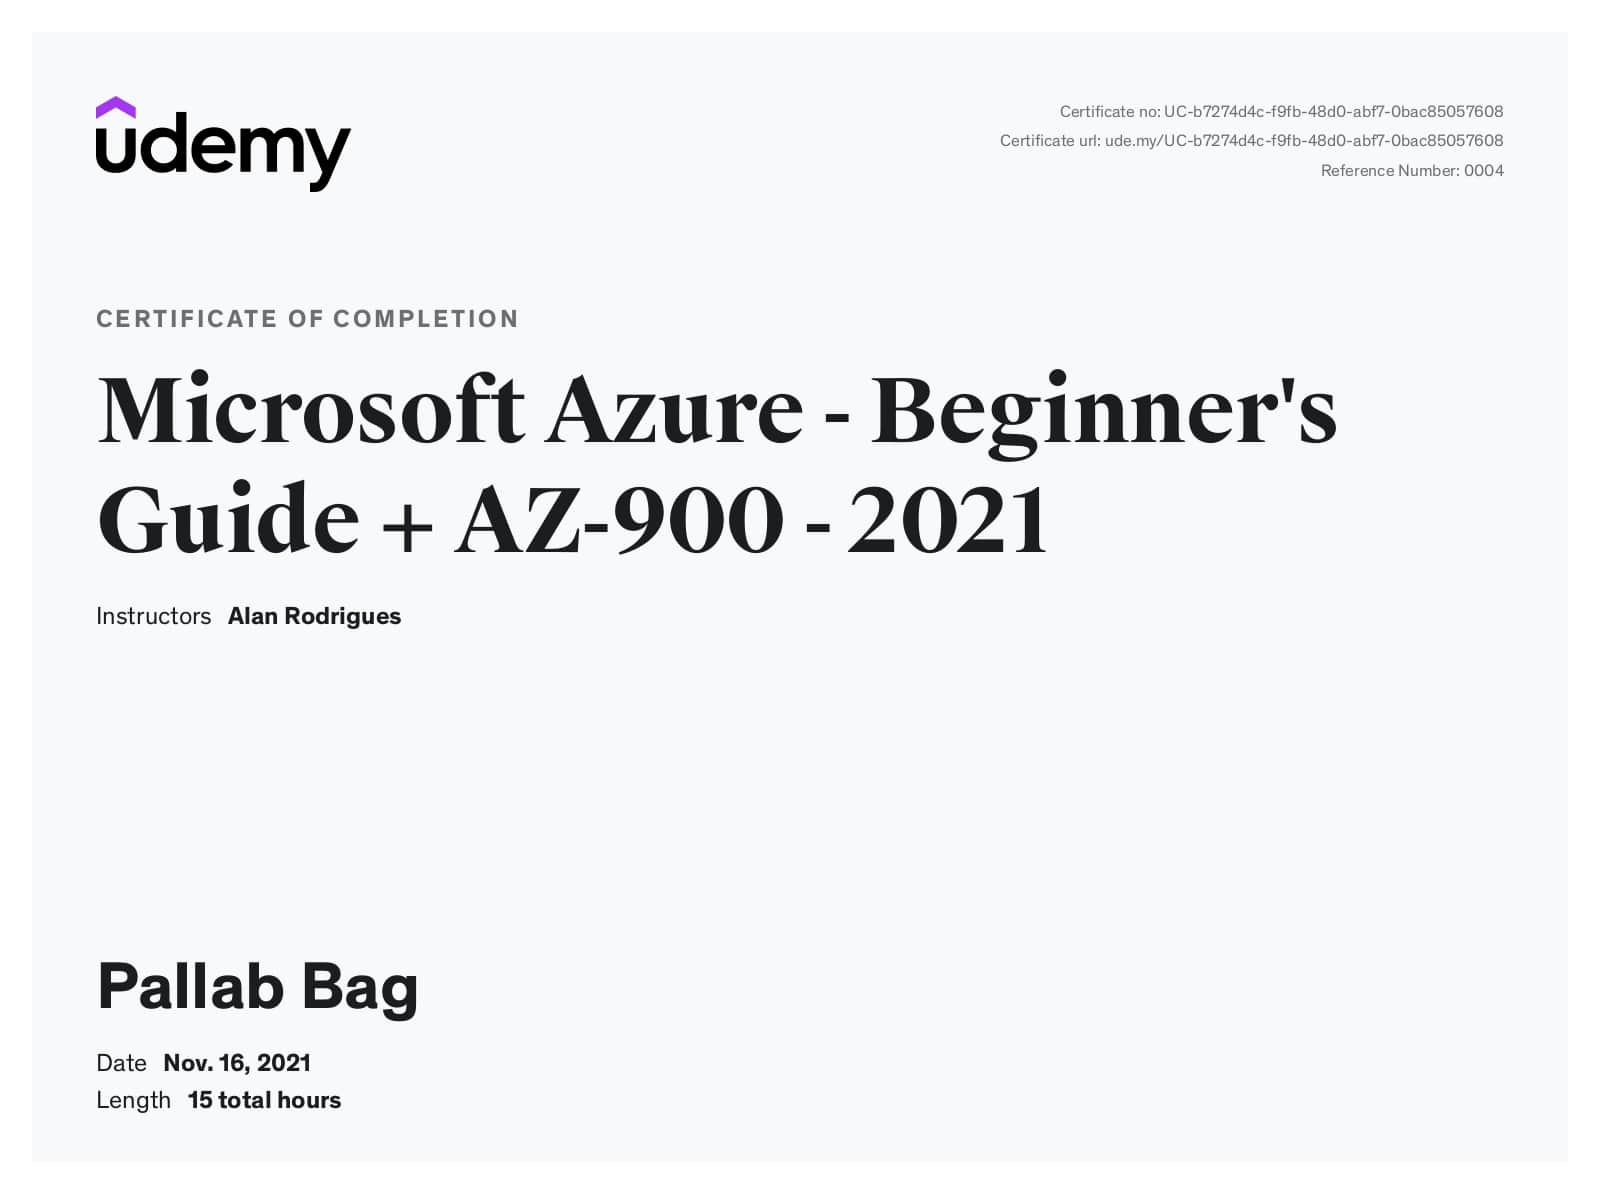 udemy
Certificate no: UC-b7274d4c-f9fb-48d0-abf7-0bac85057608
Certificate url: ude.my/UC-b7274d4c-f9fb-48d0-abf7-0bac85057608
Reference Number: 0004
CERTIFICATE OF COMPLETION
Microsoft Azure - Beginner's
Guide + AZ-900 - 2021
Instructors Alan Rodrigues
Pallab Bag
Date Nov. 16, 2021
Length 15 total hours